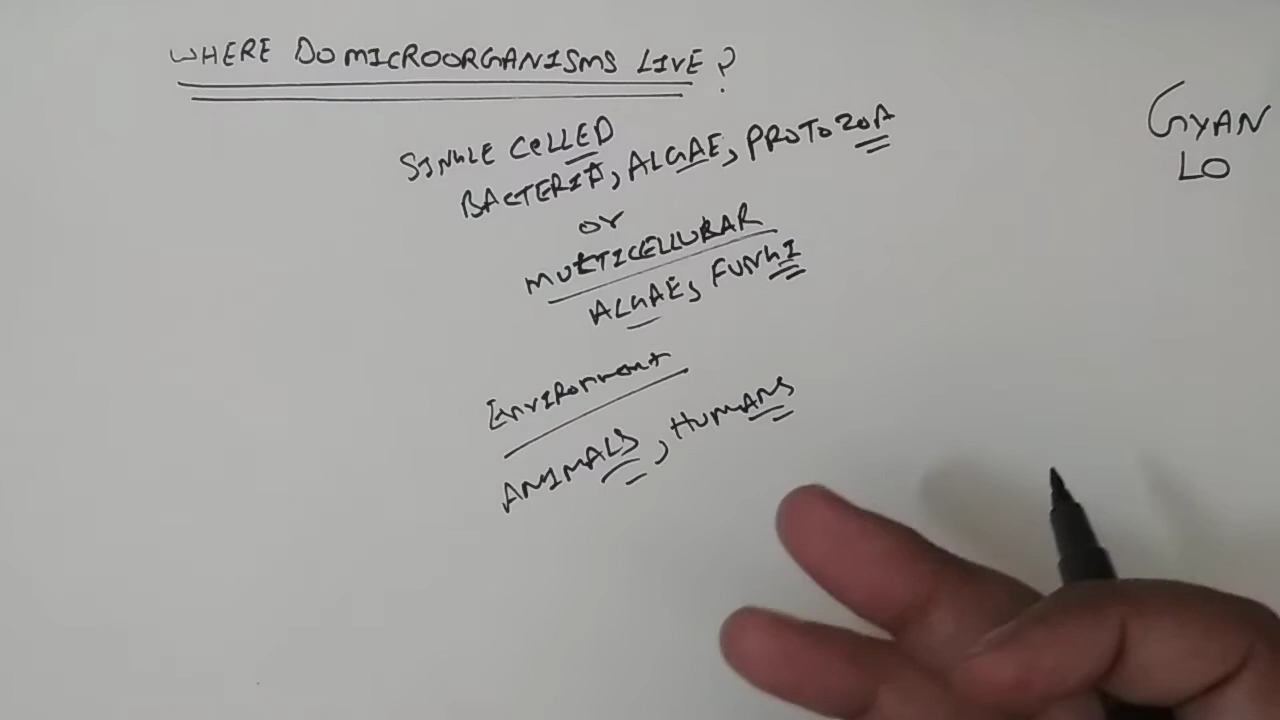 WHERE DO MICROORGANISMS LIVE?
SINGLE CELLED
BACTERIA, ALGAE, PROTOZOA
or
MULTICELLULAR
ALGAE, FUNGI
Environment
ANIMALS, HUMANS
GYAN
LO